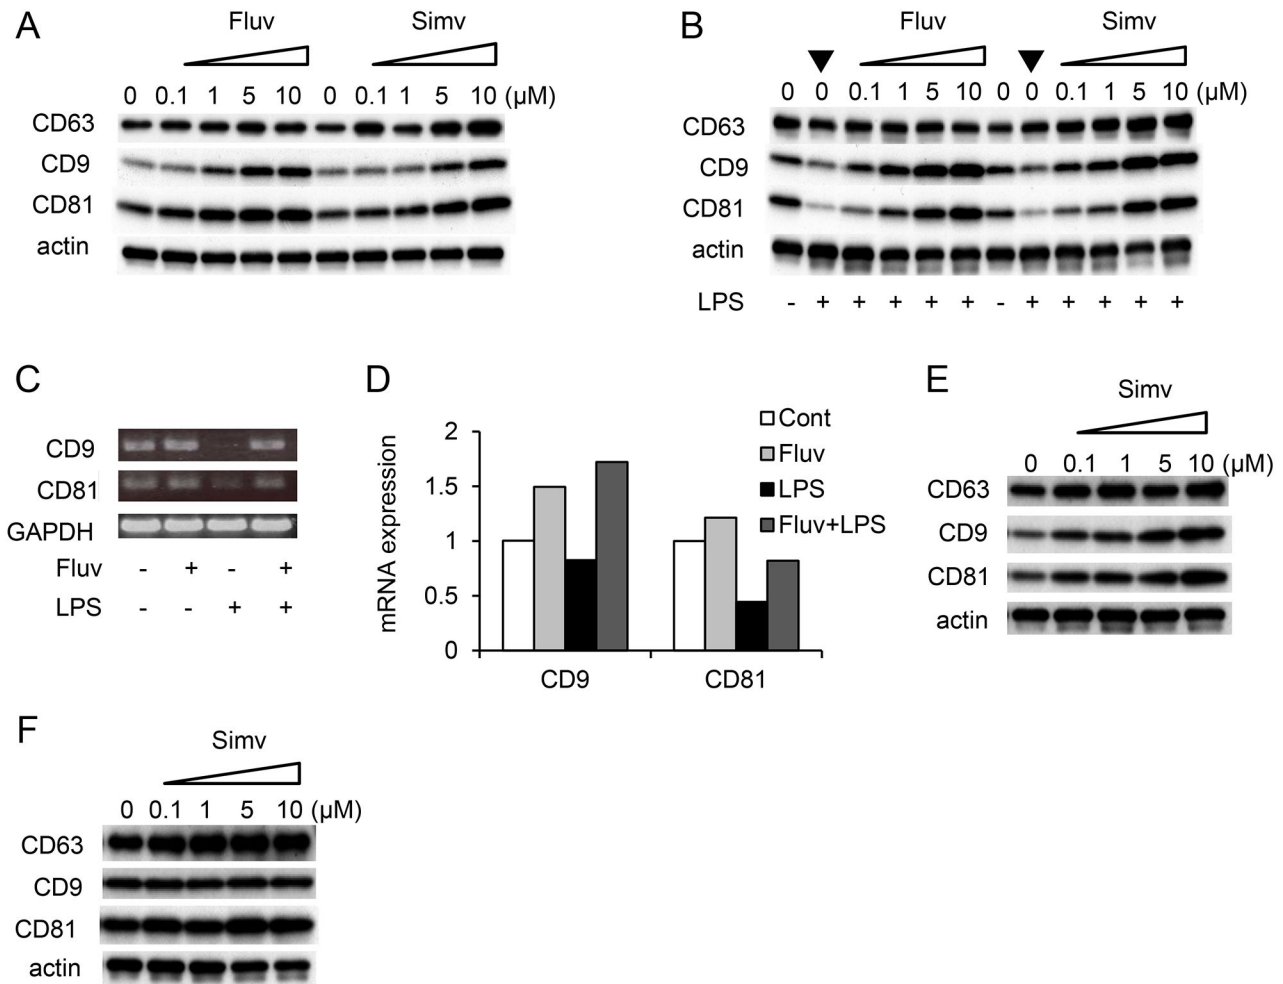 A
Fluv Simv
0 0.1 1 5 10 0 0.1 1 5 10 (μM)
CD63
CD9
CD81
actin
B
Fluv Simv
0 0 0.1 1 5 10 0 0 0.1 1 5 10 (μM)
CD63
CD9
CD81
actin
LPS - + + + + + - + + + + +
C
CD9
CD81
GAPDH
Fluv - + - +
LPS - - + +
D
mRNA expression
2
1.5
1
0.5
0
CD9 CD81
Cont
Fluv
LPS
Fluv+LPS
E
Simv
0 0.1 1 5 10 (μM)
CD63
CD9
CD81
actin
F
Simv
0 0.1 1 5 10 (μM)
CD63
CD9
CD81
actin